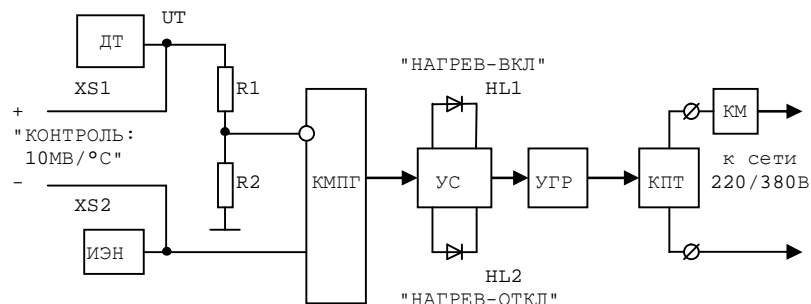 UT
ДТ
XS1
+
"КОНТРОЛЬ:
10МВ/°С"
-
XS2
ИЭН
R1
R2
КМПГ
"НАГРЕВ-ВКЛ"
HL1
УС
HL2
"НАГРЕВ-ОТКЛ"
УГР
КПТ
КМ
к сети
220/380В